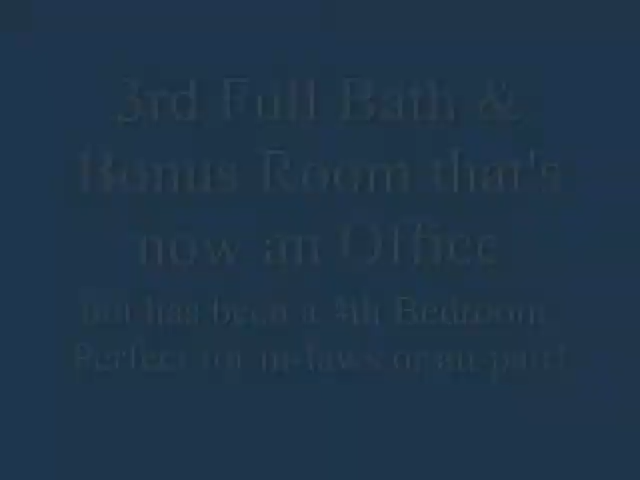 3rd Full Bath &
Bonus Room that's
now an Office
But has been a 4th Bedroom
Perfect for in-laws or au-pair!